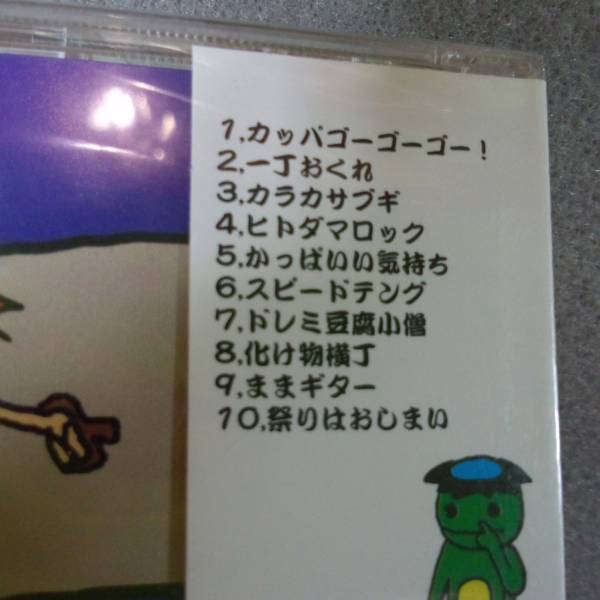 1,カッパゴーゴーゴー！
2,一丁おくれ
3,カラカサブギ
4,ヒトダマロック
5,かっぱいい気持ち
6,スピードテング
7,ドレミ豆腐小僧
8,化け物横丁
9,ままギター
10,祭りはおしまい